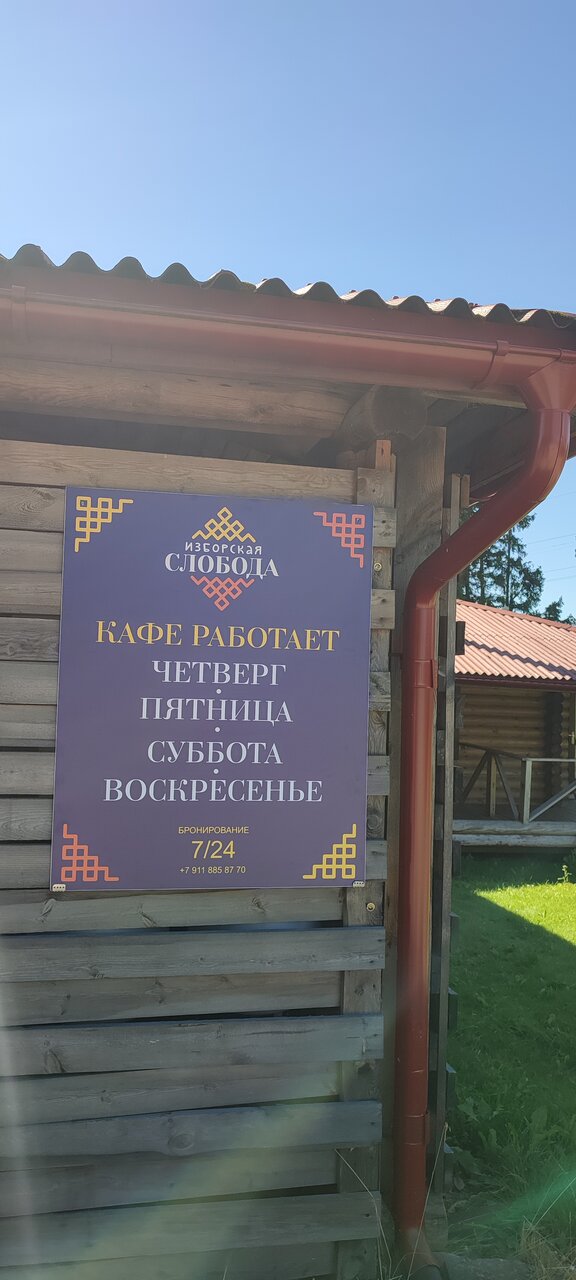 ИЗБОРСКАЯ
СЛОБОДА
КАФЕ РАБОТАЕТ
ЧЕТВЕРГ
•
ПЯТНИЦА
•
СУББОТА
•
ВОСКРЕСЕНЬЕ
БРОНИРОВАНИЕ
7/24
+7 911 885 87 70